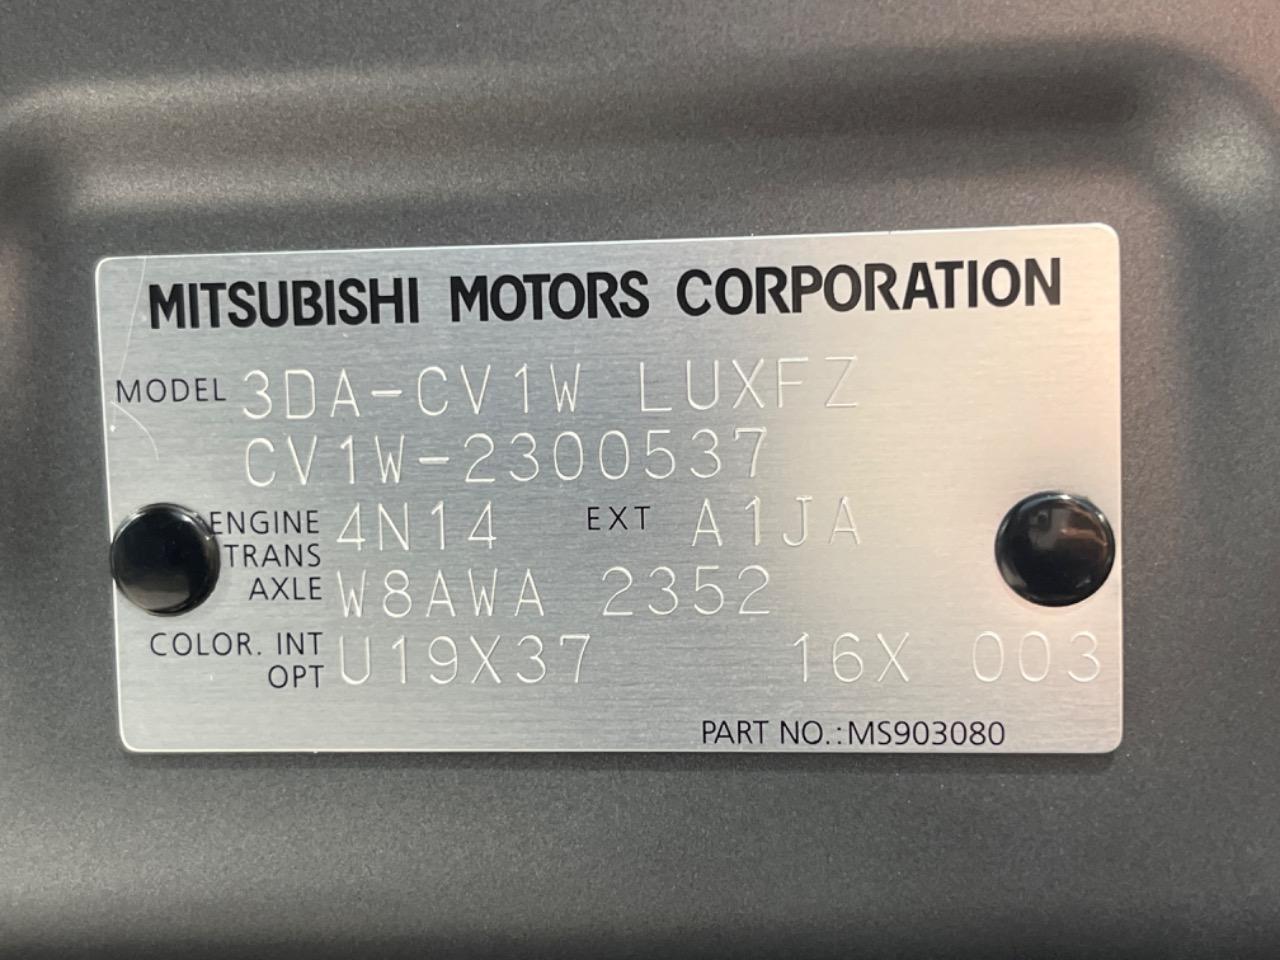 MITSUBISHI MOTORS CORPORATION
MODEL 3DA-CV1W LUXFZ
CV1W-2300537
ENGINE 4N14 EXT A1JA
TRANS
AXLE W8AWA 2352
COLOR. INT
OPT U19X37 16X 003
PART NO.:MS903080